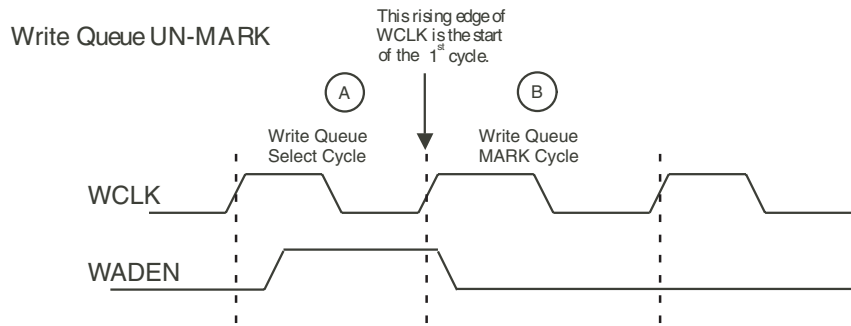 Write Queue UN-MARK
This rising edge of
WCLK is the start
of the 1st cycle.
A
B
Write Queue
Select Cycle
Write Queue
MARK Cycle
WCLK
WADEN